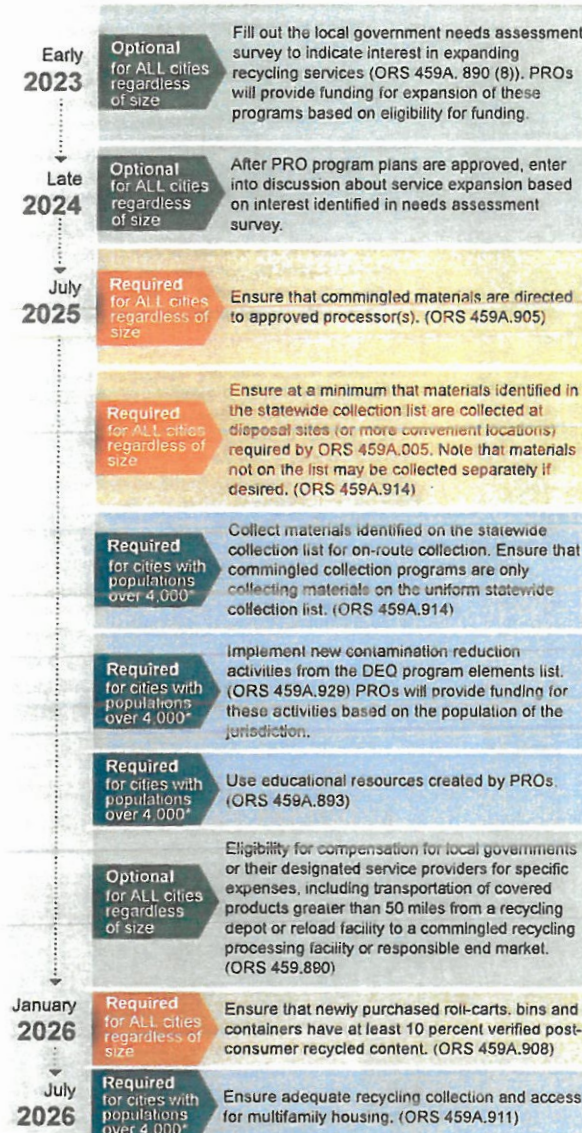 Early
2023
Optional
for ALL cities
regardless
of size
Fill out the local government needs assessment
survey to indicate interest in expanding
recycling services (ORS 459A. 890 (8)). PROs
will provide funding for expansion of these
programs based on eligibility for funding.
Late
2024
Optional
for ALL cities
regardless
of size
After PRO program plans are approved, enter
into discussion about service expansion based
on interest identified in needs assessment
survey.
July
2025
Required
for ALL cities
regardless of
size
Ensure that commingled materials are directed
to approved processor(s). (ORS 459A.905)
Required
for ALL cities
regardless of
size
Ensure at a minimum that materials identified in
the statewide collection list are collected at
disposal sites (or more convenient locations)
required by ORS 459A.005. Note that materials
not on the list may be collected separately if
desired. (ORS 459A.914)
Required
for cities with
populations
over 4,000*
Collect materials identified on the statewide
collection list for on-route collection. Ensure that
commingled collection programs are only
collecting materials on the uniform statewide
collection list. (ORS 459A.914)
Required
for cities with
populations
over 4,000*
Implement new contamination reduction
activities from the DEQ program elements list.
(ORS 459A.929) PROs will provide funding for
these activities based on the population of the
jurisdiction.
Required
for cities with
populations
over 4,000*
Use educational resources created by PROs.
(ORS 459A.893)
Optional
for ALL cities
regardless
of size
Eligibility for compensation for local governments
or their designated service providers for specific
expenses, including transportation of covered
products greater than 50 miles from a recycling
depot or reload facility to a commingled recycling
processing facility or responsible end market.
(ORS 459.890)
January
2026
Required
for ALL cities
regardless of
size
Ensure that newly purchased roll-carts, bins and
containers have at least 10 percent verified post-
consumer recycled content. (ORS 459A.908)
July
2026
Required
for cities with
populations
over 4,000*
Ensure adequate recycling collection and access
for multifamily housing. (ORS 459A.911)